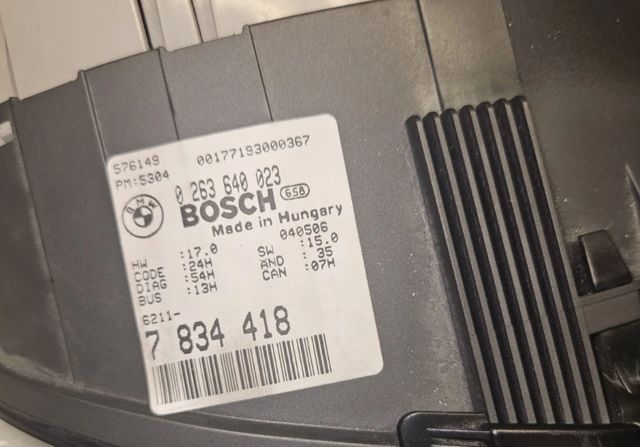 576149 00177193000367
PM:5304 0 263 640 023
BMW BOSCH 658
Made in Hungary
040506
HW :17.0 SW :15.0
CODE :24H AND 35
DIAG :54H CAN :07H
BUS :13H
6211-
7 834 418